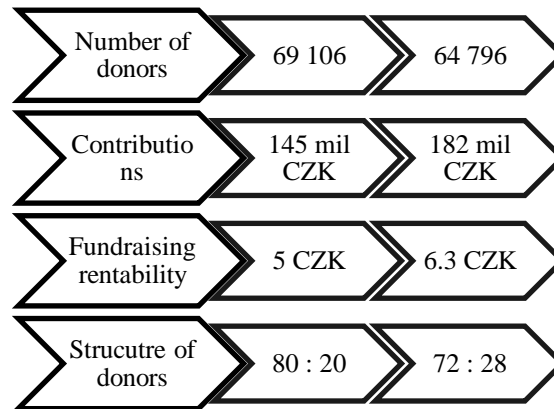 Number of
donors
69 106
64 796
Contributio
ns
145 mil
CZK
182 mil
CZK
Fundraising
rentability
5 CZK
6.3 CZK
Strucutre of
donors
80 : 20
72 : 28